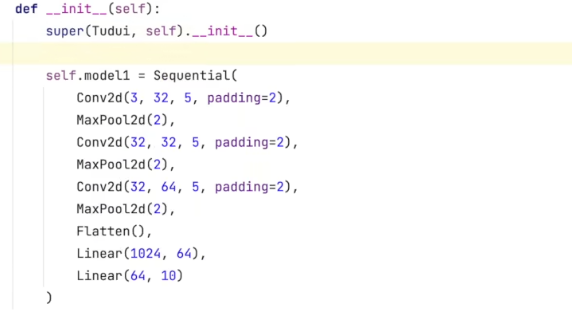 def __init__(self):
    super(Tudui, self).__init__()

    self.model1 = Sequential(
        Conv2d(3, 32, 5, padding=2),
        MaxPool2d(2),
        Conv2d(32, 32, 5, padding=2),
        MaxPool2d(2),
        Conv2d(32, 64, 5, padding=2),
        MaxPool2d(2),
        Flatten(),
        Linear(1024, 64),
        Linear(64, 10)
    )